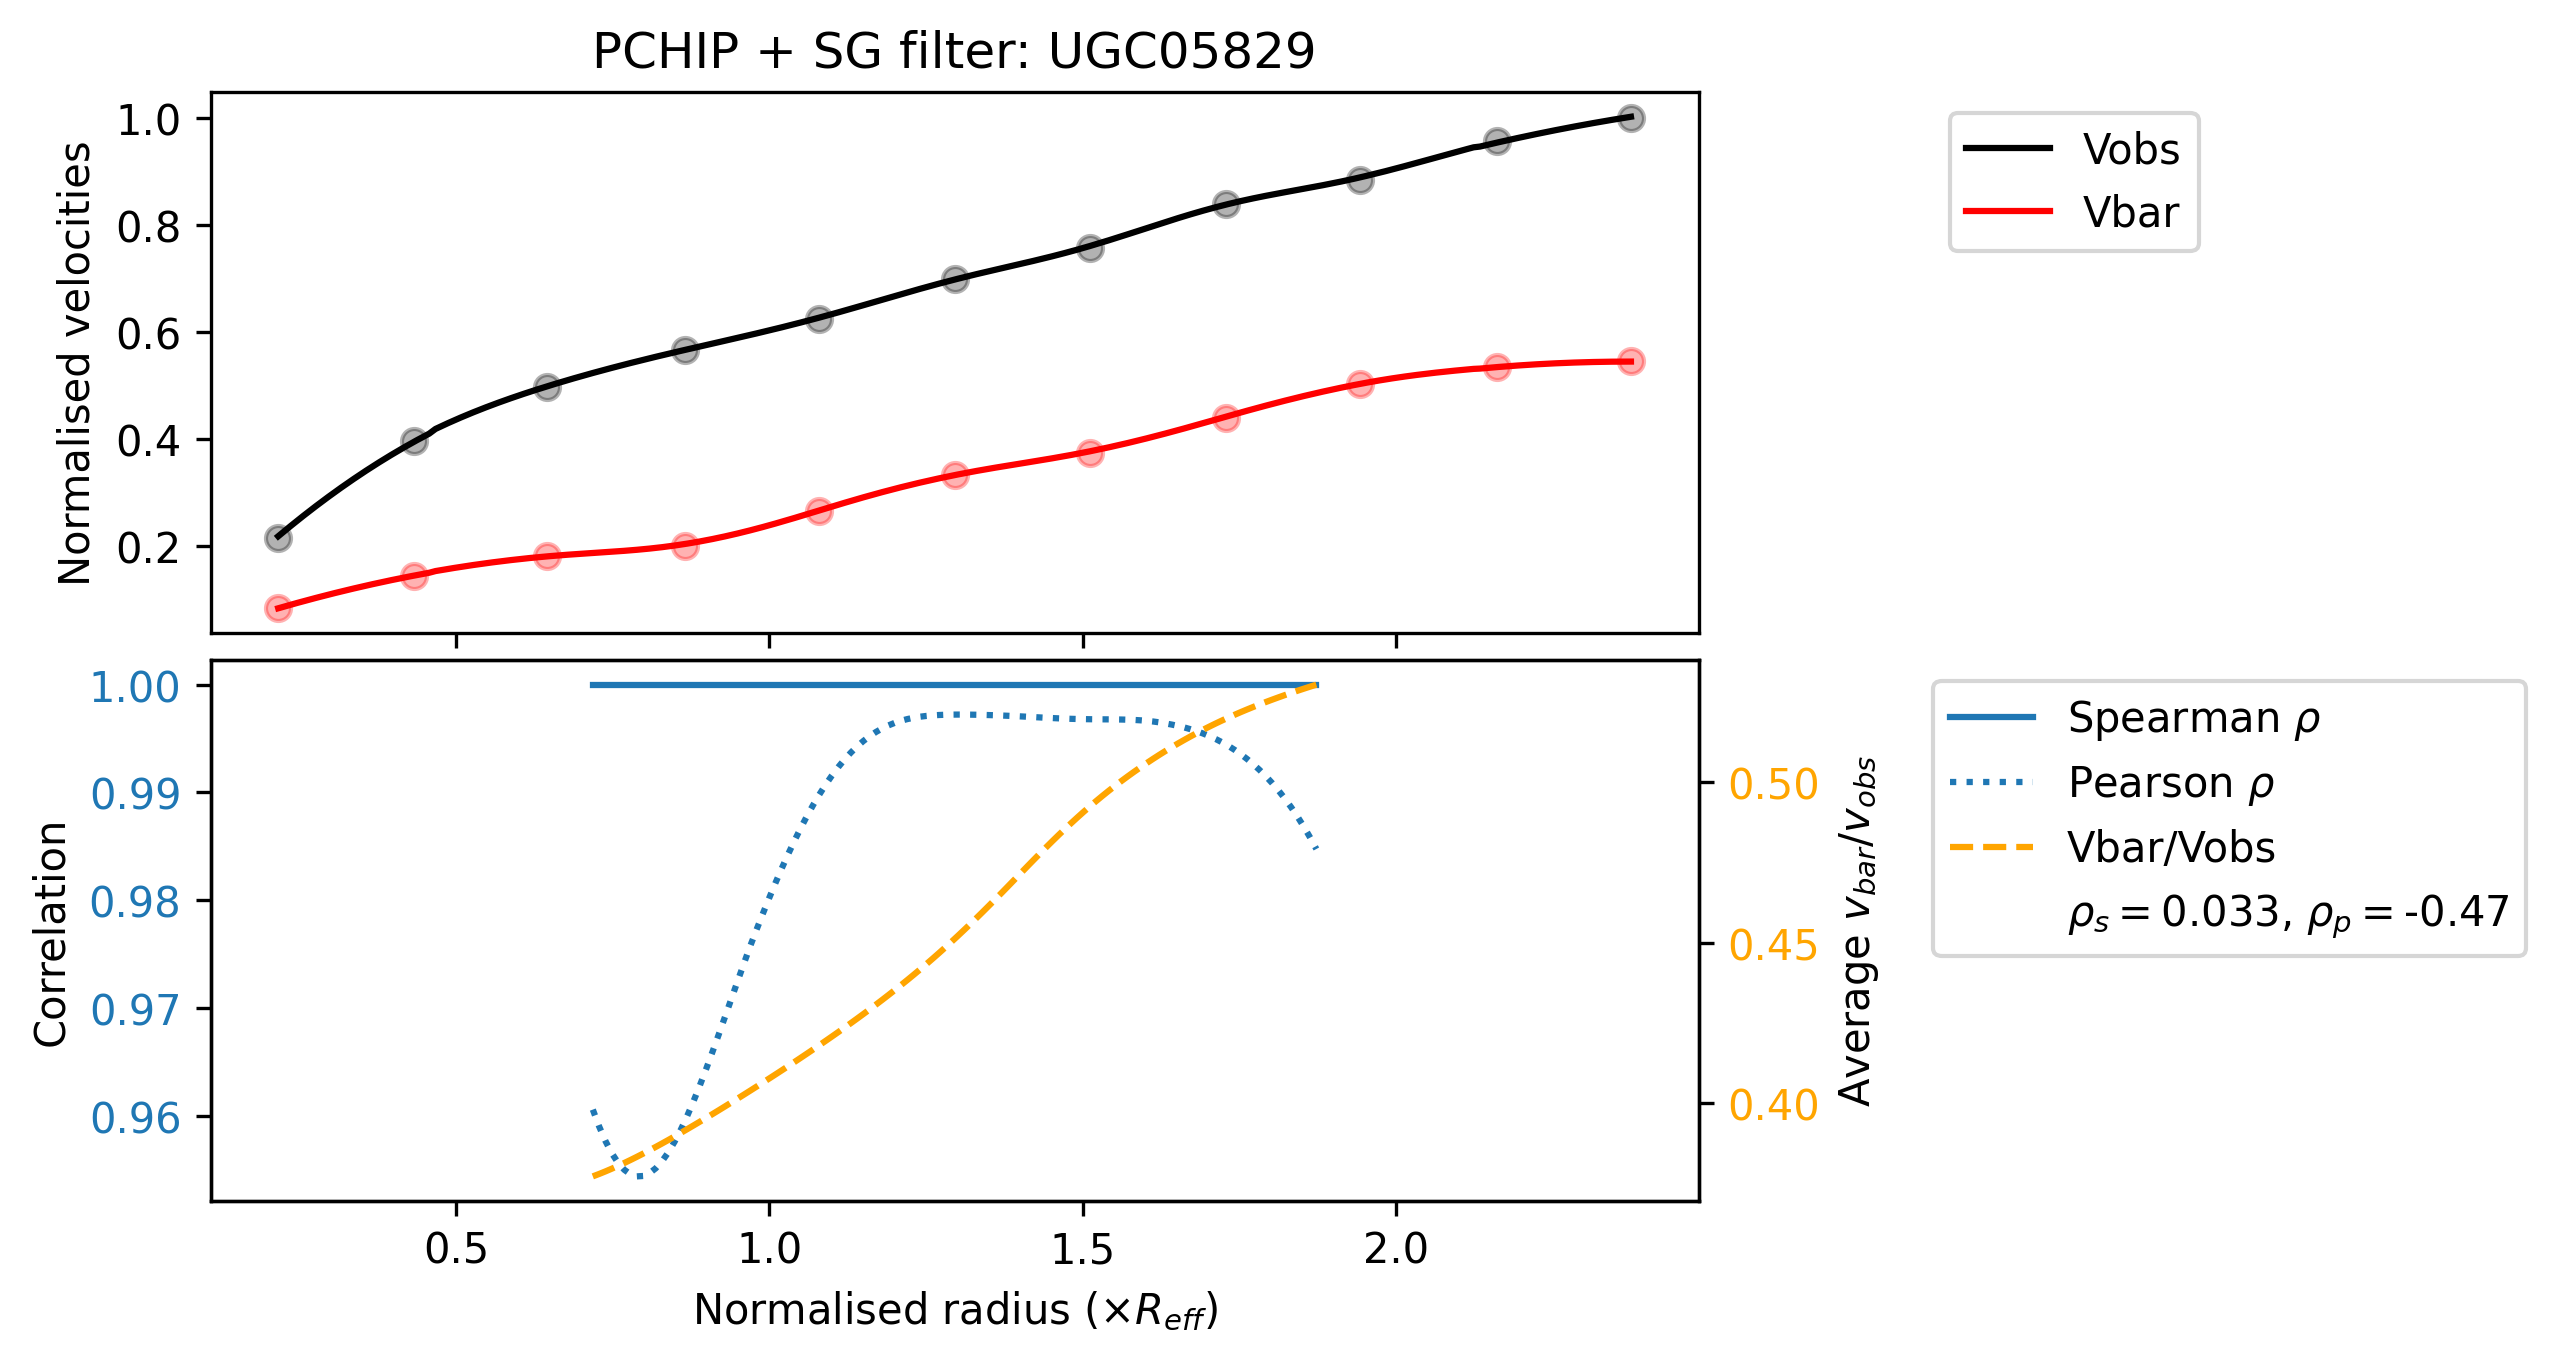 PCHIP + SG filter: UGC05829
Normalised velocities
1.0
0.8
0.6
0.4
0.2
Vobs
Vbar
Correlation
1.00
0.99
0.98
0.97
0.96
0.50
0.45
0.40
Average $v_{bar}/v_{obs}$
Spearman ρ
Pearson ρ
Vbar/Vobs
$\rho_s = 0.033$, $\rho_p =$ -0.47
0.5 1.0 1.5 2.0
Normalised radius ($\times R_{eff}$)